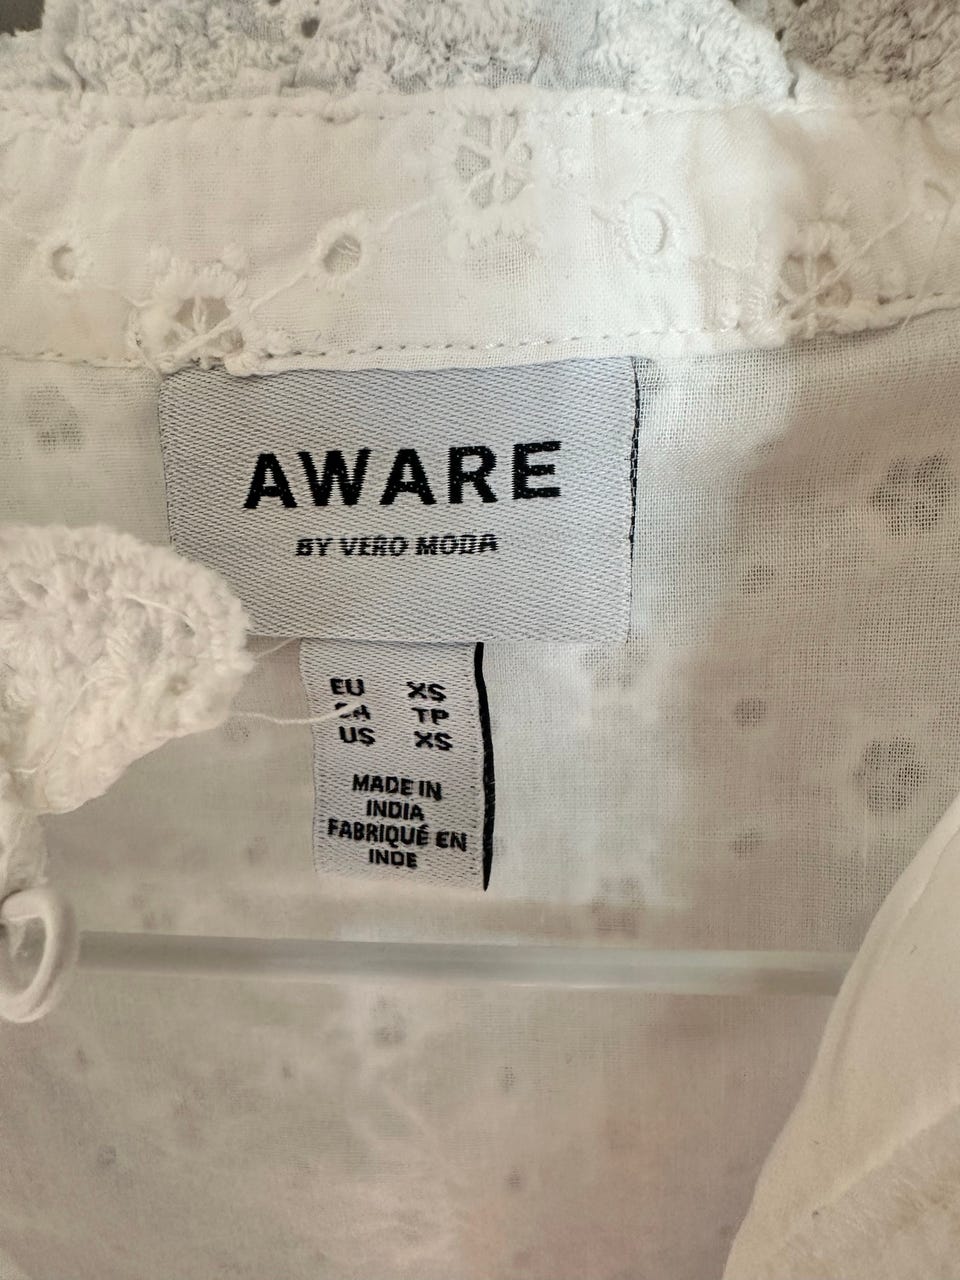 AWARE
BY VERO MODA
EU XS
CA TP
US XS
MADE IN
INDIA
FABRIQUÉ EN
INDE